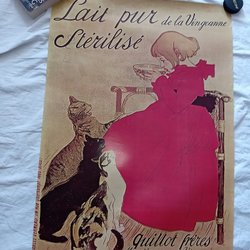 Lait pur de la Vingeanne
Stérilisé
Quillot frères